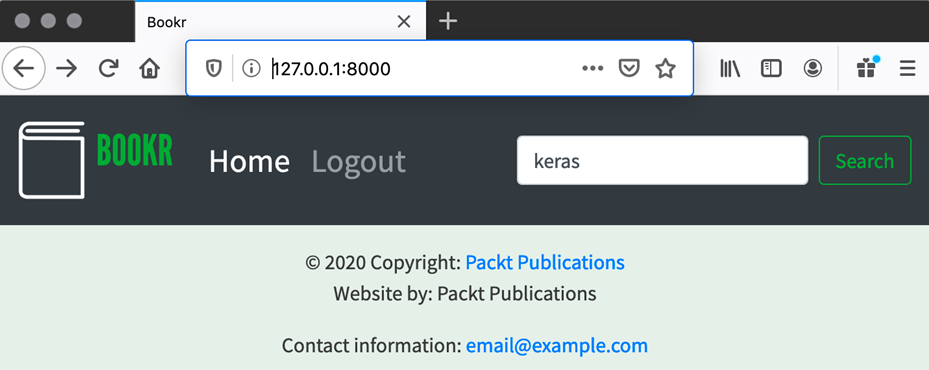 Bookr
127.0.0.1:8000
BOOKR Home Logout keras Search
© 2020 Copyright: Packt Publications
Website by: Packt Publications
Contact information: email@example.com